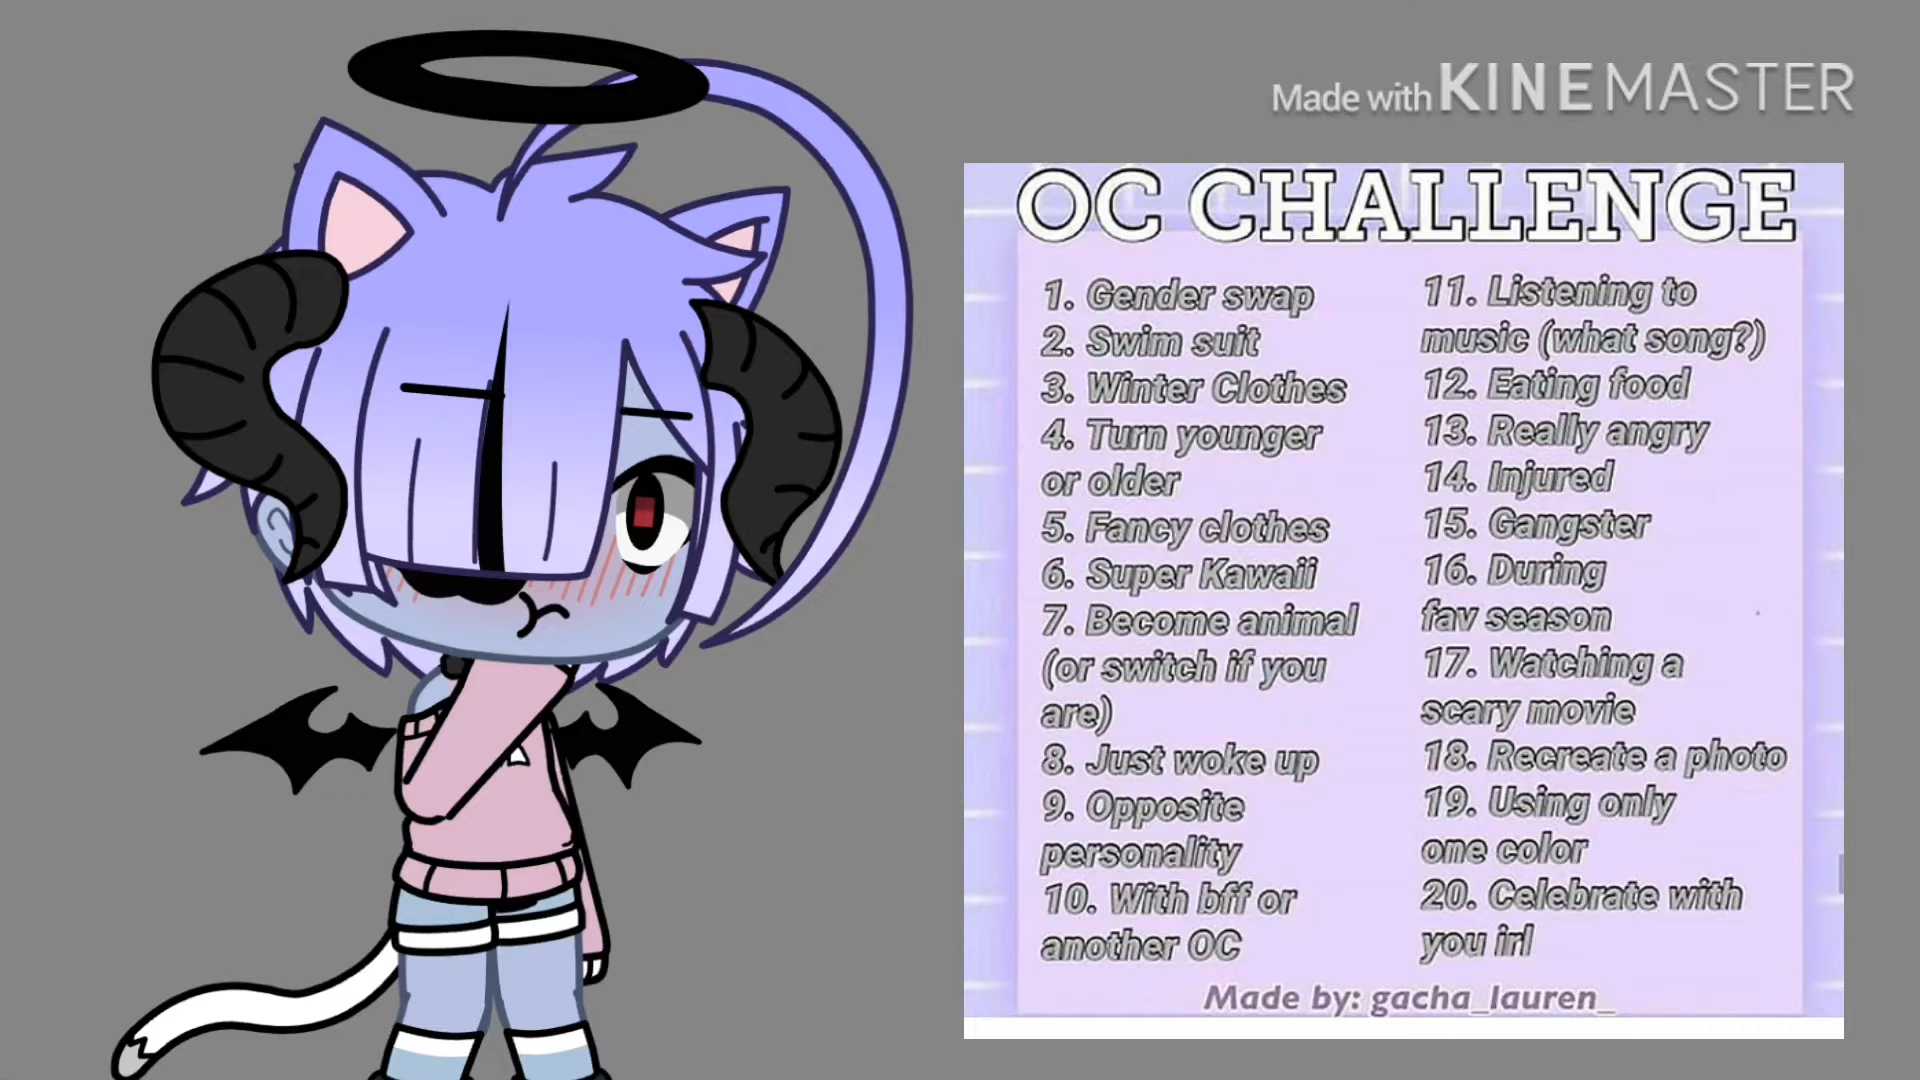 Made with KINEMASTER
OC CHALLENGE
1. Gender swap
2. Swim suit
3. Winter Clothes
4. Turn younger
or older
5. Fancy clothes
6. Super Kawaii
7. Become animal
(or switch if you
are)
8. Just woke up
9. Opposite
personality
10. With bff or
another OC
11. Listening to
music (what song?)
12. Eating food
13. Really angry
14. Injured
15. Gangster
16. During
fav season
17. Watching a
scary movie
18. Recreate a photo
19. Using only
one color
20. Celebrate with
you irl
Made by: gacha_lauren_